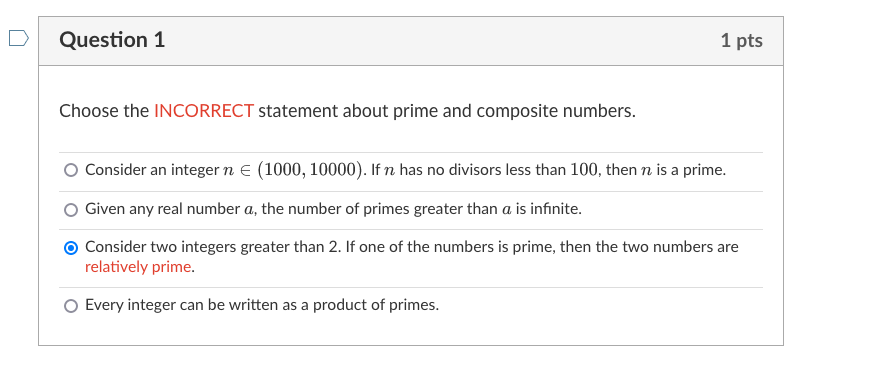 Question 1
1 pts
Choose the INCORRECT statement about prime and composite numbers.
Consider an integer n ∈ (1000, 10000). If n has no divisors less than 100, then n is a prime.
Given any real number a, the number of primes greater than a is infinite.
Consider two integers greater than 2. If one of the numbers is prime, then the two numbers are
relatively prime.
Every integer can be written as a product of primes.